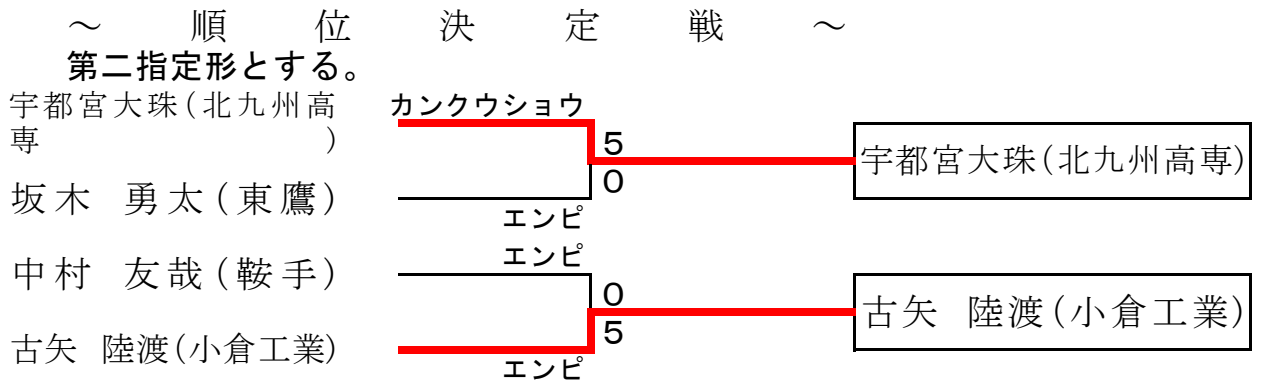 ～ 順 位 決 定 戦 ～
第二指定形とする。
宇都宮大珠(北九州高専)
カンクウショウ
5
宇都宮大珠(北九州高専)
0
坂木 勇太(東鷹)
エンピ
エンピ
中村 友哉(鞍手)
0
古矢 陸渡(小倉工業)
5
古矢 陸渡(小倉工業)
エンピ